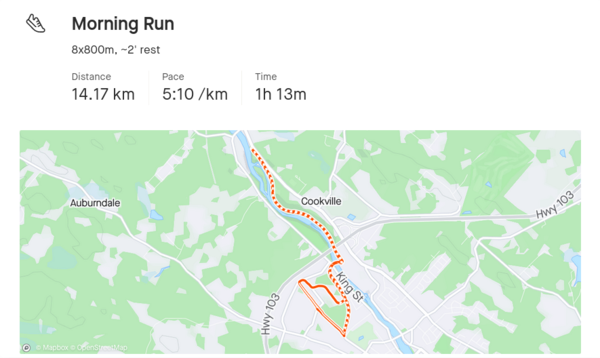 Morning Run
8x800m, ~2' rest
Distance Pace Time
14.17 km 5:10 /km 1h 13m
Cookville
Auburndale
Hwy 103
King St
Hwy 103
© Mapbox © OpenStreetMap